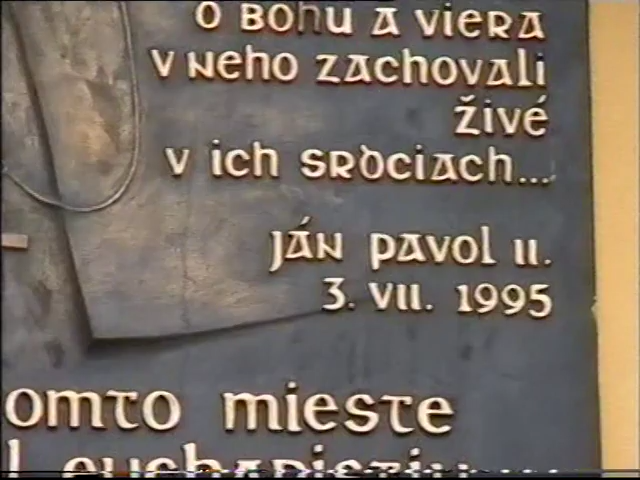 o Bohu a viera
v neho zachovali
živé
v ich srdciach...
Ján Pavol II.
3. VII. 1995
omto mieste